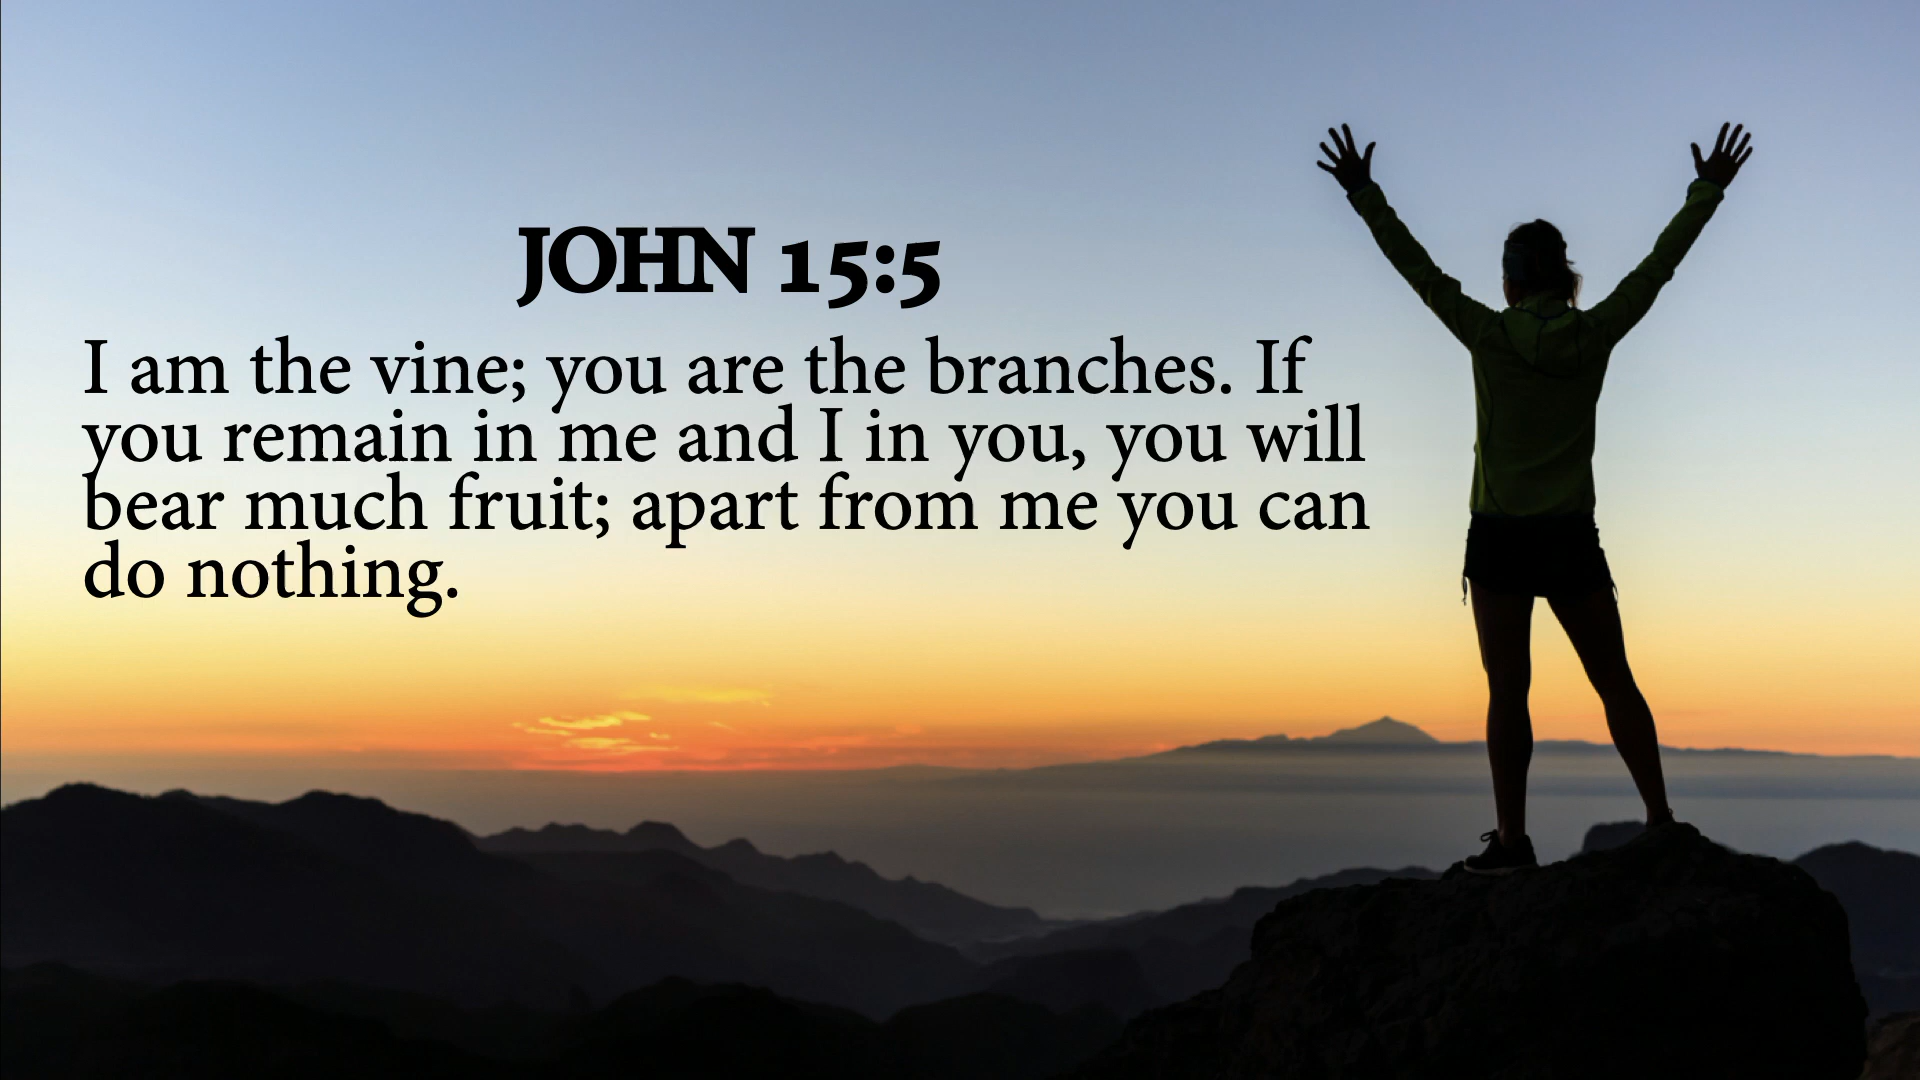 JOHN 15:5
I am the vine; you are the branches. If
you remain in me and I in you, you will
bear much fruit; apart from me you can
do nothing.